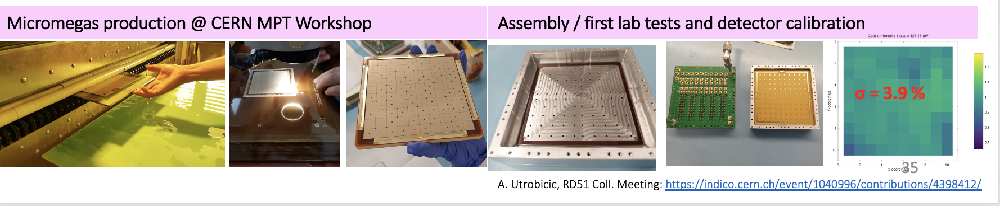 Micromegas production @ CERN MPT Workshop
Assembly / first lab tests and detector calibration
Gain uniformity 1 p.u. = 427.16 mV
0
2
4
6
8
10
Y-coordinate
σ = 3.9 %
0 2 4 6 8 10
X-coordinate
1.2
1.1
1
0.9
0.8
0.7
35
A. Utrobicic, RD51 Coll. Meeting: https://indico.cern.ch/event/1040996/contributions/4398412/